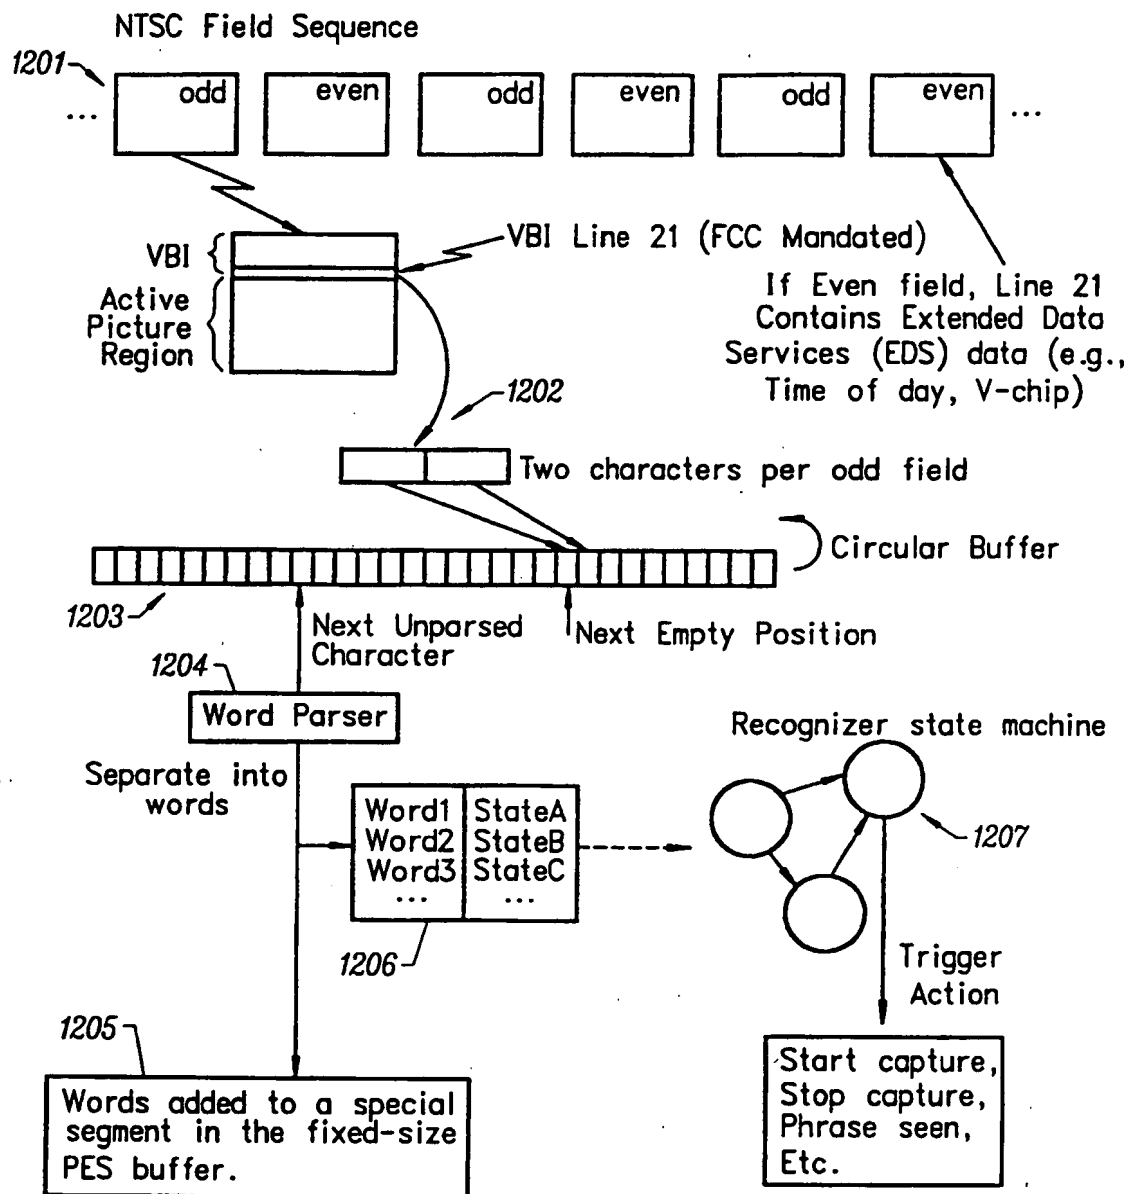 NTSC Field Sequence
1201
... odd even odd even odd even ...
VBI
VBI Line 21 (FCC Mandated)
Active
Picture
Region
If Even field, Line 21
Contains Extended Data
Services (EDS) data (e.g.,
Time of day, V-chip)
1202
Two characters per odd field
Circular Buffer
1203
Next Unparsed
Character
Next Empty Position
1204
Word Parser
Separate into
words
Word1 StateA
Word2 StateB
Word3 StateC
... ...
1206
Recognizer state machine
1207
Trigger
Action
1205
Words added to a special
segment in the fixed-size
PES buffer.
Start capture,
Stop capture,
Phrase seen,
Etc.